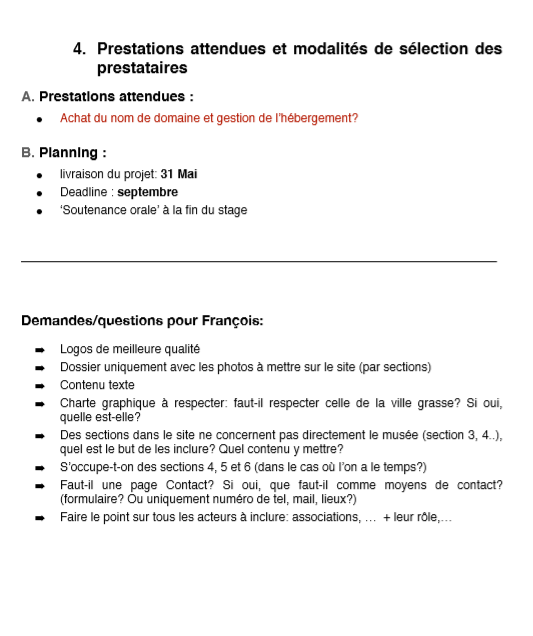 4. Prestations attendues et modalités de sélection des
prestataires
A. Prestations attendues :
● Achat du nom de domaine et gestion de l'hébergement?
B. Planning :
● livraison du projet: 31 Mai
● Deadline : septembre
● ‘Soutenance orale’ à la fin du stage
Demandes/questions pour François:
➡ Logos de meilleure qualité
➡ Dossier uniquement avec les photos à mettre sur le site (par sections)
➡ Contenu texte
➡ Charte graphique à respecter: faut-il respecter celle de la ville grasse? Si oui,
quelle est-elle?
➡ Des sections dans le site ne concernent pas directement le musée (section 3, 4..),
quel est le but de les inclure? Quel contenu y mettre?
➡ S'occupe-t-on des sections 4, 5 et 6 (dans le cas où l'on a le temps?)
➡ Faut-il une page Contact? Si oui, que faut-il comme moyens de contact?
(formulaire? Ou uniquement numéro de tel, mail, lieux?)
➡ Faire le point sur tous les acteurs à inclure: associations, … + leur rôle,…